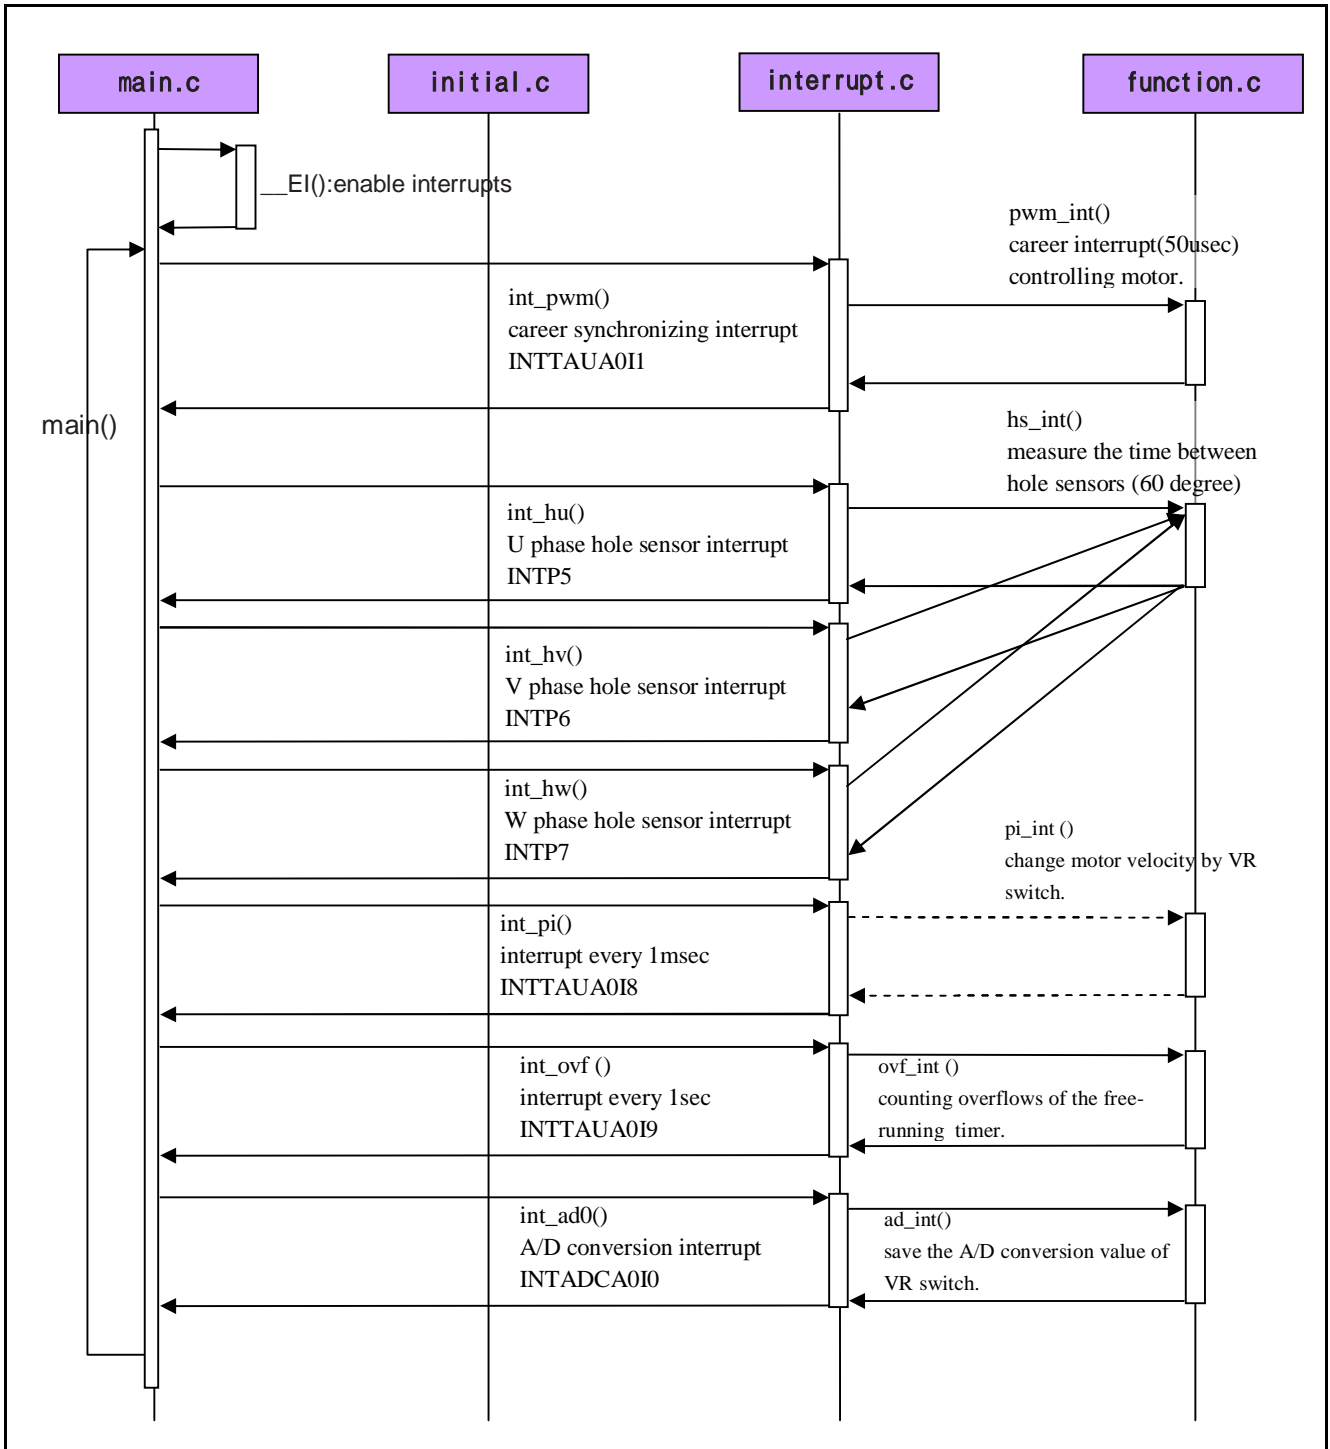 main.c
initial.c
interrupt.c
function.c
__EI():enable interrupts
pwm_int()
career interrupt(50usec)
controlling motor.
int_pwm()
career synchronizing interrupt
INTTAUA0I1
main()
hs_int()
measure the time between
hole sensors (60 degree)
int_hu()
U phase hole sensor interrupt
INTP5
int_hv()
V phase hole sensor interrupt
INTP6
int_hw()
W phase hole sensor interrupt
INTP7
pi_int ()
change motor velocity by VR
switch.
int_pi()
interrupt every 1msec
INTTAUA0I8
int_ovf ()
interrupt every 1sec
INTTAUA0I9
ovf_int ()
counting overflows of the free-
running timer.
int_ad0()
A/D conversion interrupt
INTADCA0I0
ad_int()
save the A/D conversion value of
VR switch.